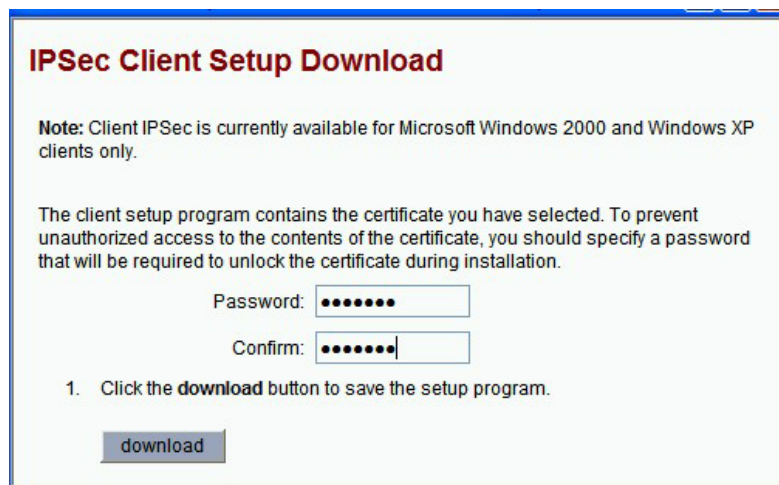 IPSec Client Setup Download
Note: Client IPSec is currently available for Microsoft Windows 2000 and Windows XP
clients only.
The client setup program contains the certificate you have selected. To prevent
unauthorized access to the contents of the certificate, you should specify a password
that will be required to unlock the certificate during installation.
Password: •••••••
Confirm: •••••••
1. Click the download button to save the setup program.
download